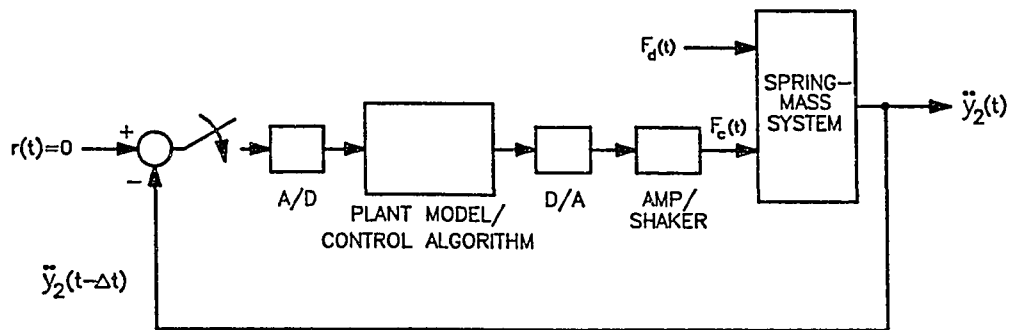 F_d(t)
SPRING-
MASS
SYSTEM
ÿ_2(t)
r(t)=0
+
−
A/D
PLANT MODEL/
CONTROL ALGORITHM
D/A
AMP/
SHAKER
F_c(t)
ÿ_2(t-Δt)